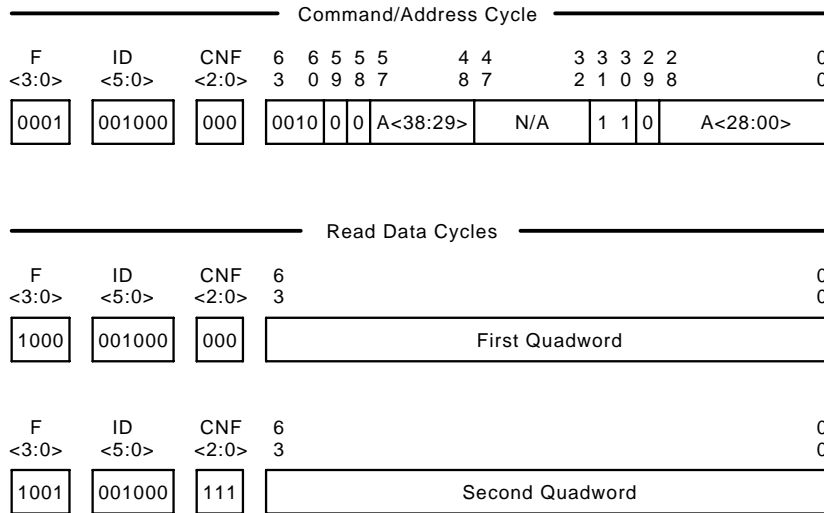 Command/Address Cycle
F ID CNF 6 6 5 5 5 4 4 3 3 3 2 2 0
<3:0> <5:0> <2:0> 3 0 9 8 7 8 7 2 1 0 9 8 0
0001 001000 000 0010 0 0 A<38:29> N/A 1 1 0 A<28:00>
Read Data Cycles
F ID CNF 6 0
<3:0> <5:0> <2:0> 3 0
1000 001000 000 First Quadword
F ID CNF 6 0
<3:0> <5:0> <2:0> 3 0
1001 001000 111 Second Quadword